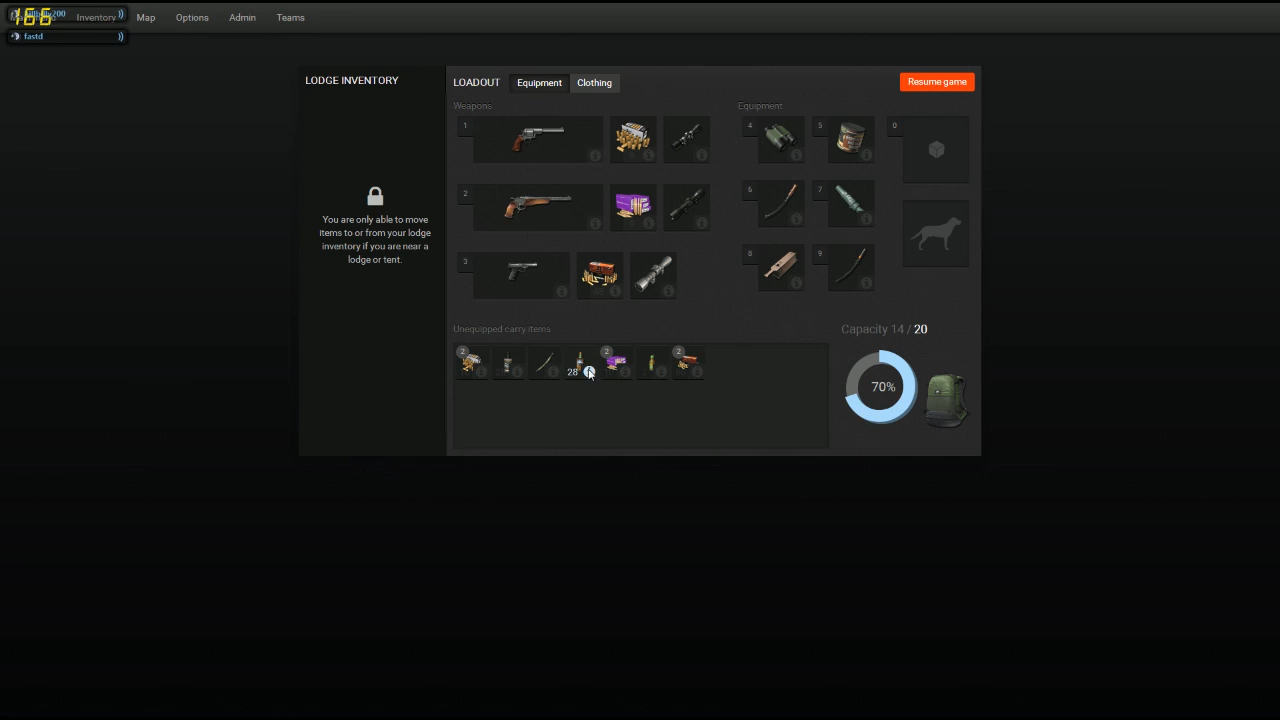 166
Inventory Map Options Admin Teams
fastd
LODGE INVENTORY
LOADOUT Equipment Clothing Resume game
Weapons Equipment
1 4 5 0
2 6 7
3 8 9
You are only able to move
items to or from your lodge
inventory if you are near a
lodge or tent.
Unequipped carry items Capacity 14 / 20
2 28 2 2
70%